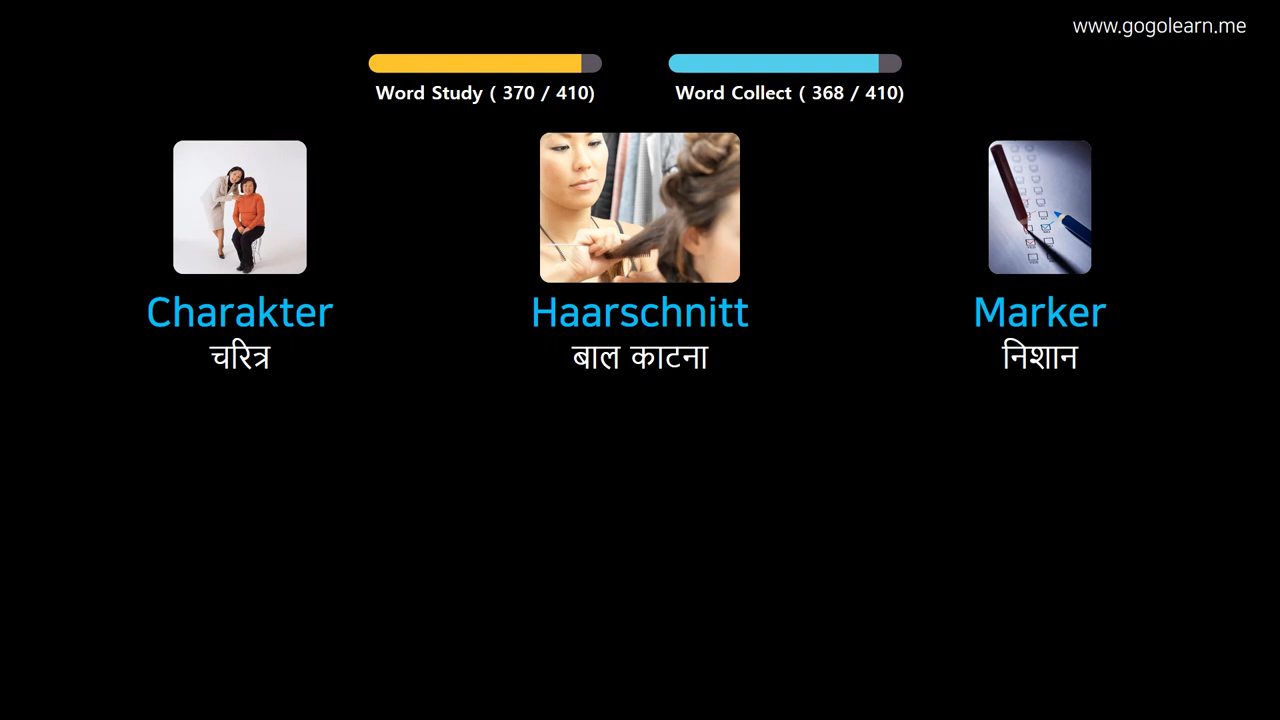 www.gogolearn.me
Word Study ( 370 / 410)
Word Collect ( 368 / 410)
Charakter
चरित्र
Haarschnitt
बाल काटना
Marker
निशान